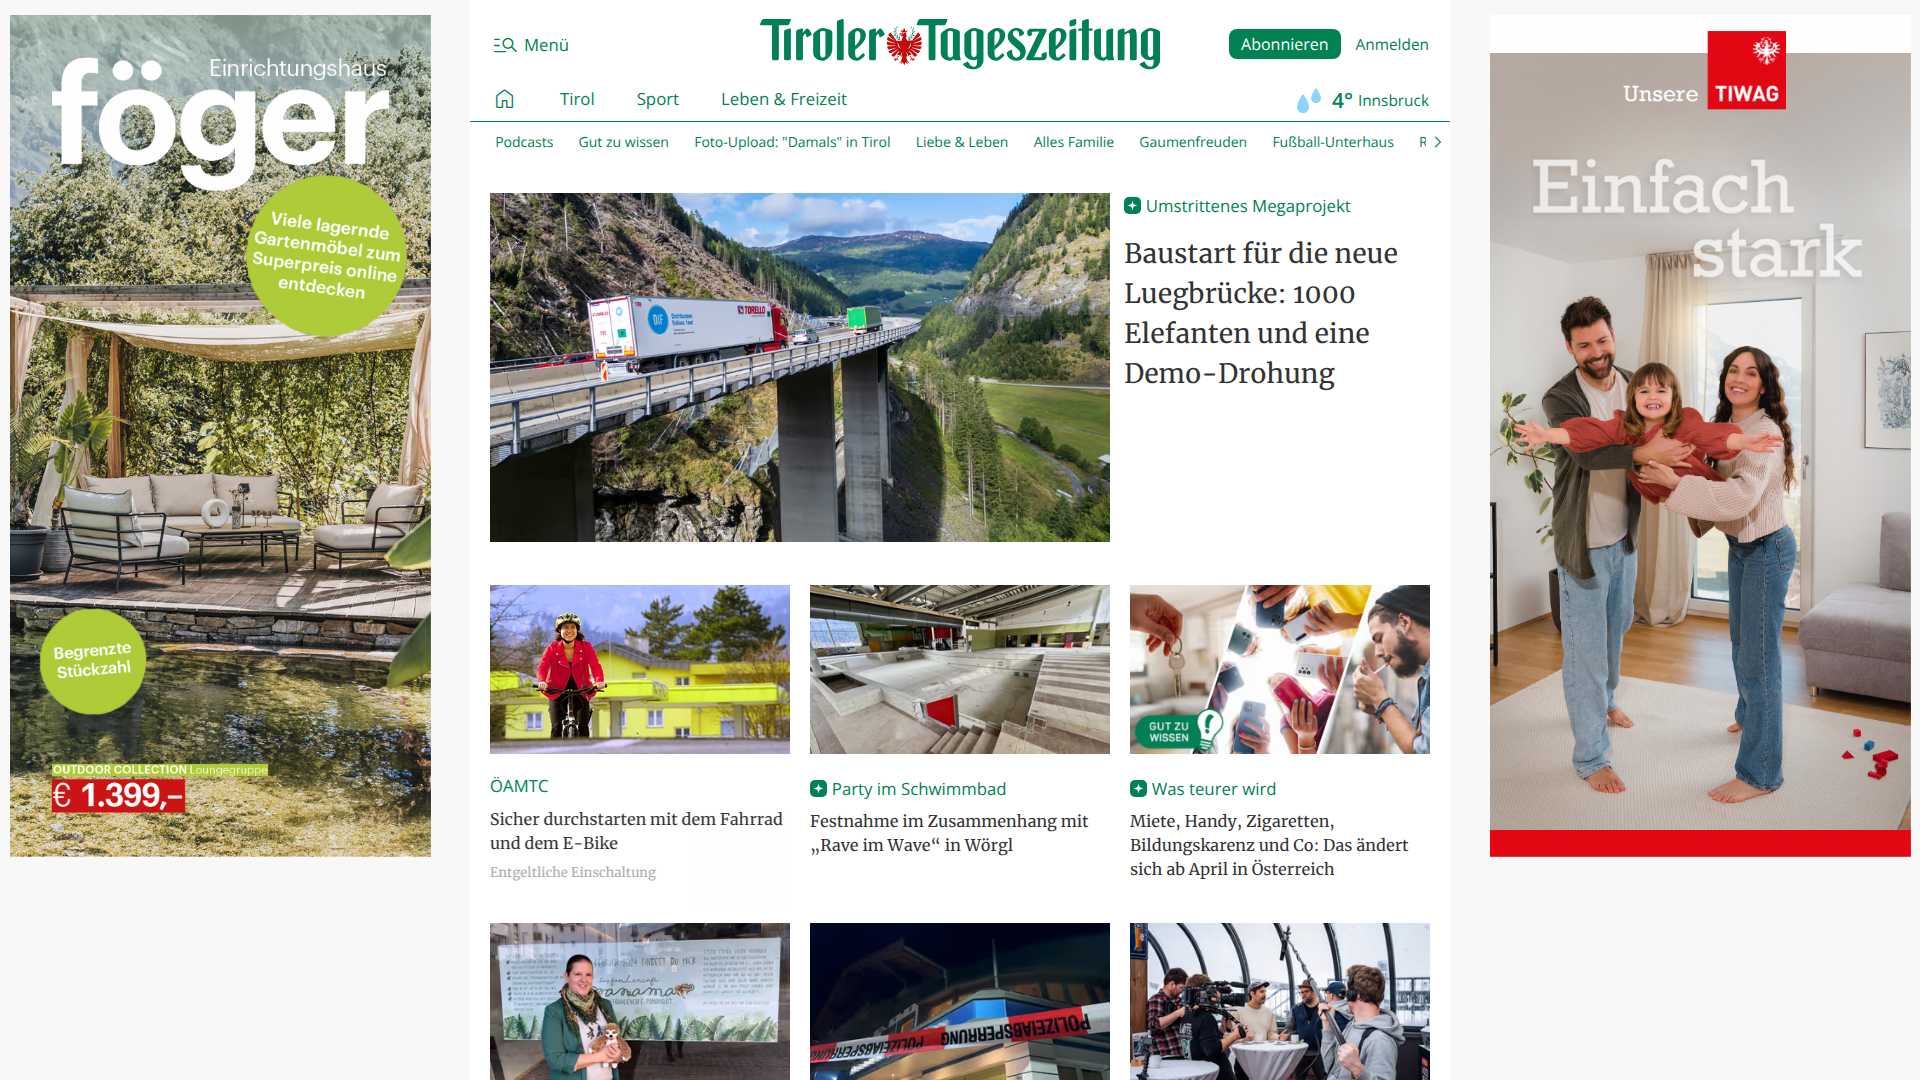 Einrichtungshaus
föger
Viele lagernde
Gartenmöbel zum
Superpreis online
entdecken
Begrenzte
Stückzahl
OUTDOOR COLLECTION Loungegruppe
€ 1.399,–
Menü
Tiroler Tageszeitung
Abonnieren
Anmelden
Tirol
Sport
Leben & Freizeit
4° Innsbruck
Podcasts
Gut zu wissen
Foto-Upload: "Damals" in Tirol
Liebe & Leben
Alles Familie
Gaumenfreuden
Fußball-Unterhaus
TORELLO
Umstrittenes Megaprojekt
Baustart für die neue
Luegbrücke: 1000
Elefanten und eine
Demo-Drohung
GUT ZU
WISSEN
ÖAMTC
Sicher durchstarten mit dem Fahrrad
und dem E-Bike
Entgeltliche Einschaltung
Party im Schwimmbad
Festnahme im Zusammenhang mit
„Rave im Wave“ in Wörgl
Was teurer wird
Miete, Handy, Zigaretten,
Bildungskarenz und Co: Das ändert
sich ab April in Österreich
POLIZEIABSPERRUNG
POLIZEIABSPERRUNG
Unsere
TIWAG
Einfach
stark